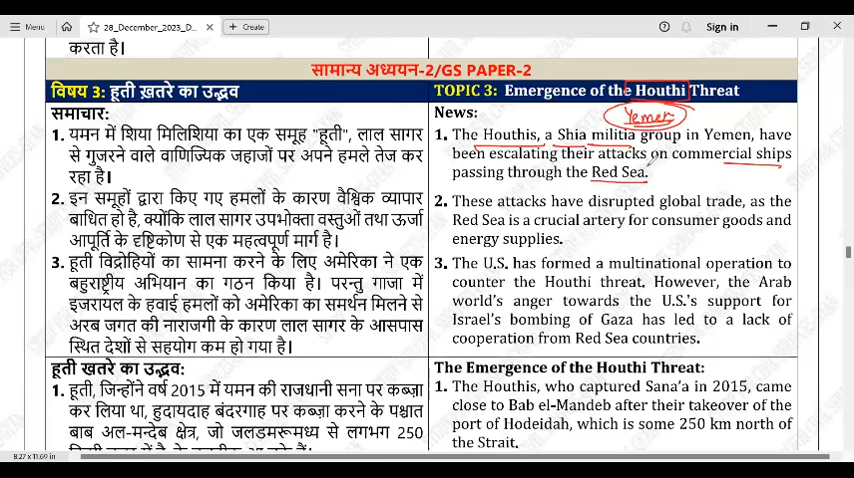 Menu
28_December_2023_D...
+ Create
Sign in
करता है।
सामान्य अध्ययन-2/GS PAPER-2
विषय 3: हूती ख़तरे का उद्भव
समाचार:
1. यमन में शिया मिलिशिया का एक समूह "हूती", लाल सागर
से गुजरने वाले वाणिज्यिक जहाजों पर अपने हमले तेज कर
रहा है।
2. इन समूहों द्वारा किए गए हमलों के कारण वैश्विक व्यापार
बाधित हो है, क्योंकि लाल सागर उपभोक्ता वस्तुओं तथा ऊर्जा
आपूर्ति के दृष्टिकोण से एक महत्वपूर्ण मार्ग है।
3. हूती विद्रोहियों का सामना करने के लिए अमेरिका ने एक
बहुराष्ट्रीय अभियान का गठन किया है। परन्तु गाजा में
इजरायल के हवाई हमलों को अमेरिका का समर्थन मिलने से
अरब जगत की नाराजगी के कारण लाल सागर के आसपास
स्थित देशों से सहयोग कम हो गया है।
हूती खतरे का उद्भव:
1. हूती, जिन्होंने वर्ष 2015 में यमन की राजधानी सना पर कब्ज़ा
कर लिया था, हुदायदाह बंदरगाह पर कब्ज़ा करने के पश्चात
बाब अल-मन्देब क्षेत्र, जो जलडमरूमध्य से लगभग 250
TOPIC 3: Emergence of the Houthi Threat
Yemen
News:
1. The Houthis, a Shia militia group in Yemen, have
been escalating their attacks on commercial ships
passing through the Red Sea.
2. These attacks have disrupted global trade, as the
Red Sea is a crucial artery for consumer goods and
energy supplies.
3. The U.S. has formed a multinational operation to
counter the Houthi threat. However, the Arab
world's anger towards the U.S.'s support for
Israel's bombing of Gaza has led to a lack of
cooperation from Red Sea countries.
The Emergence of the Houthi Threat:
1. The Houthis, who captured Sana'a in 2015, came
close to Bab el-Mandeb after their takeover of the
port of Hodeidah, which is some 250 km north of
the Strait.
8.27 x 11.69 in